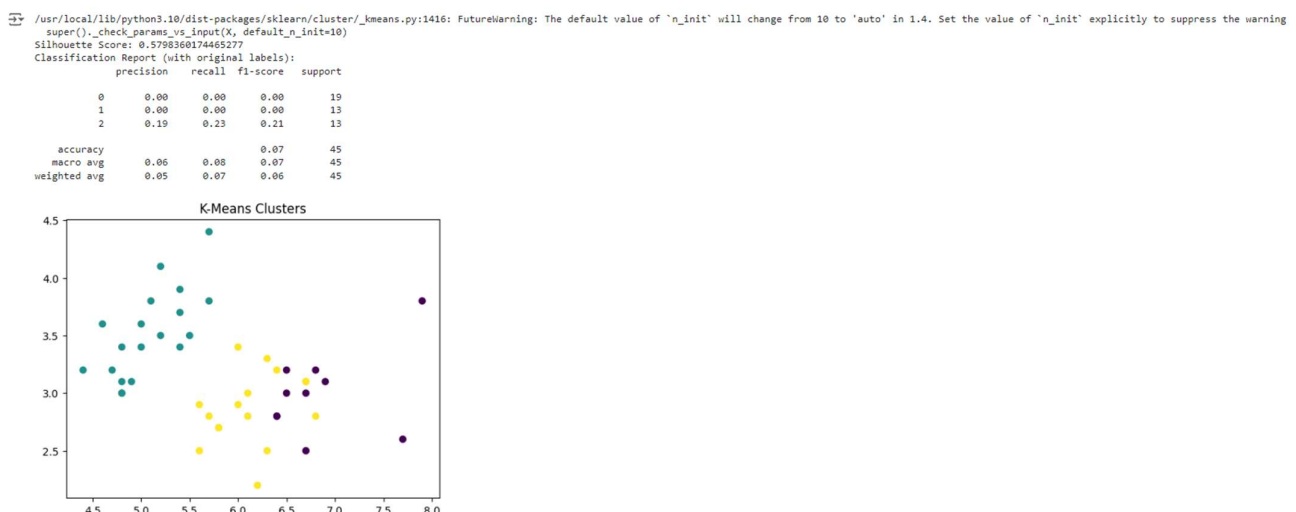 /usr/local/lib/python3.10/dist-packages/sklearn/cluster/_kmeans.py:1416: FutureWarning: The default value of `n_init` will change from 10 to 'auto' in 1.4. Set the value of `n_init` explicitly to suppress the warning
super()._check_params_vs_input(X, default_n_init=10)
Silhouette Score: 0.5798360174465277
Classification Report (with original labels):
precision recall f1-score support
0 0.00 0.00 0.00 19
1 0.00 0.00 0.00 13
2 0.19 0.23 0.21 13
accuracy 0.07 45
macro avg 0.06 0.08 0.07 45
weighted avg 0.05 0.07 0.06 45
K-Means Clusters
4.5
4.0
3.5
3.0
2.5
4.5 5.0 5.5 6.0 6.5 7.0 7.5 8.0